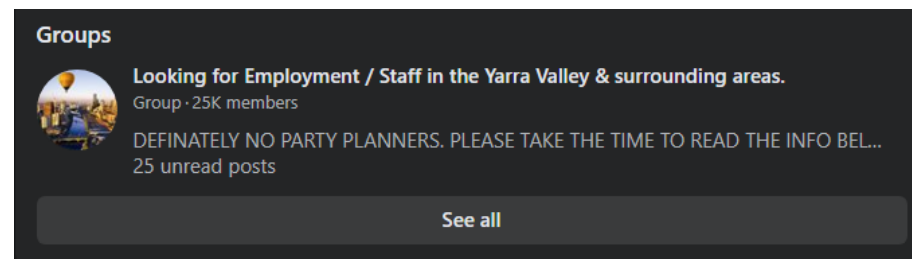 Groups
Looking for Employment / Staff in the Yarra Valley & surrounding areas.
Group · 25K members
DEFINATELY NO PARTY PLANNERS. PLEASE TAKE THE TIME TO READ THE INFO BEL...
25 unread posts
See all